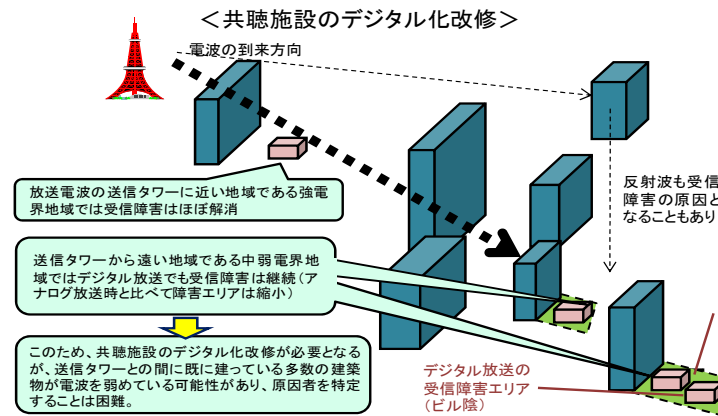 ＜共聴施設のデジタル化改修＞
電波の到来方向
放送電波の送信タワーに近い地域である強電
界地域では受信障害はほぼ解消
反射波も受信
障害の原因と
なることもあり
送信タワーから遠い地域である中弱電界地
域ではデジタル放送でも受信障害は継続（ア
ナログ放送時と比べて障害エリアは縮小）
このため、共聴施設のデジタル化改修が必要となる
が、送信タワーとの間に既に建っている多数の建築
物が電波を弱めている可能性があり、原因者を特定
することは困難。
デジタル放送の
受信障害エリア
（ビル陰）